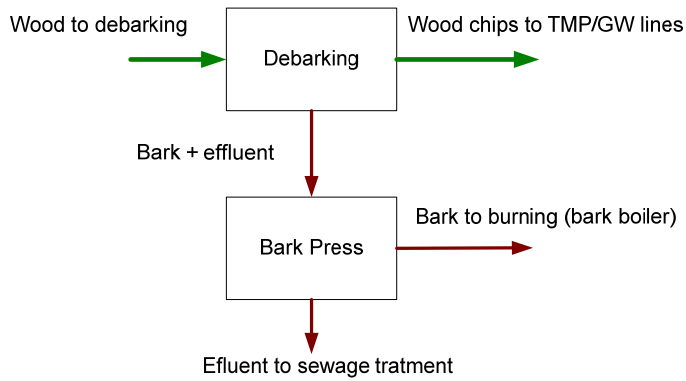 Wood to debarking
Wood chips to TMP/GW lines
Debarking
Bark + effluent
Bark to burning (bark boiler)
Bark Press
Efluent to sewage tratment